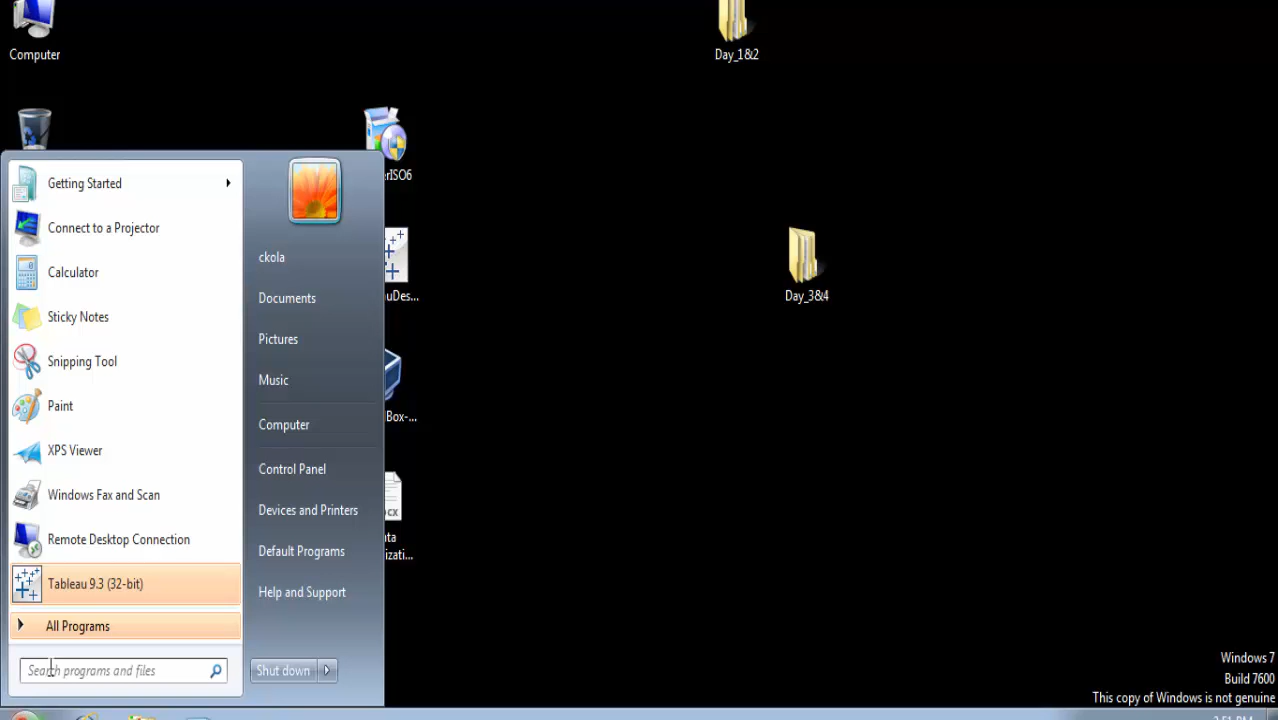 Computer
Day_1&2
erISO6
uDes...
Day_3&4
Box-...
ata
izati...
Getting Started
Connect to a Projector
Calculator
Sticky Notes
Snipping Tool
Paint
XPS Viewer
Windows Fax and Scan
Remote Desktop Connection
Tableau 9.3 (32-bit)
All Programs
Search programs and files
ckola
Documents
Pictures
Music
Computer
Control Panel
Devices and Printers
Default Programs
Help and Support
Shut down
Windows 7
Build 7600
This copy of Windows is not genuine